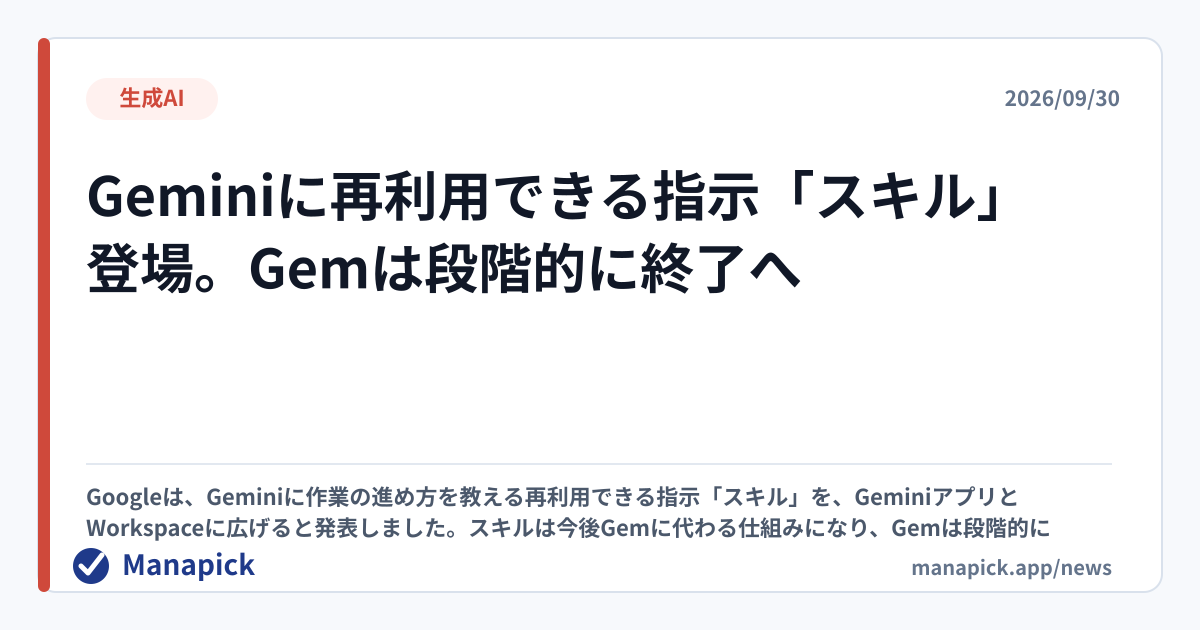 生成AI
2026/09/30
Geminiに再利用できる指示「スキル」
登場。Gemは段階的に終了へ
Googleは、Geminiに作業の進め方を教える再利用できる指示「スキル」を、Geminiアプリと
Workspaceに広げると発表しました。スキルは今後Gemに代わる仕組みになり、Gemは段階的に
Manapick
manapick.app/news